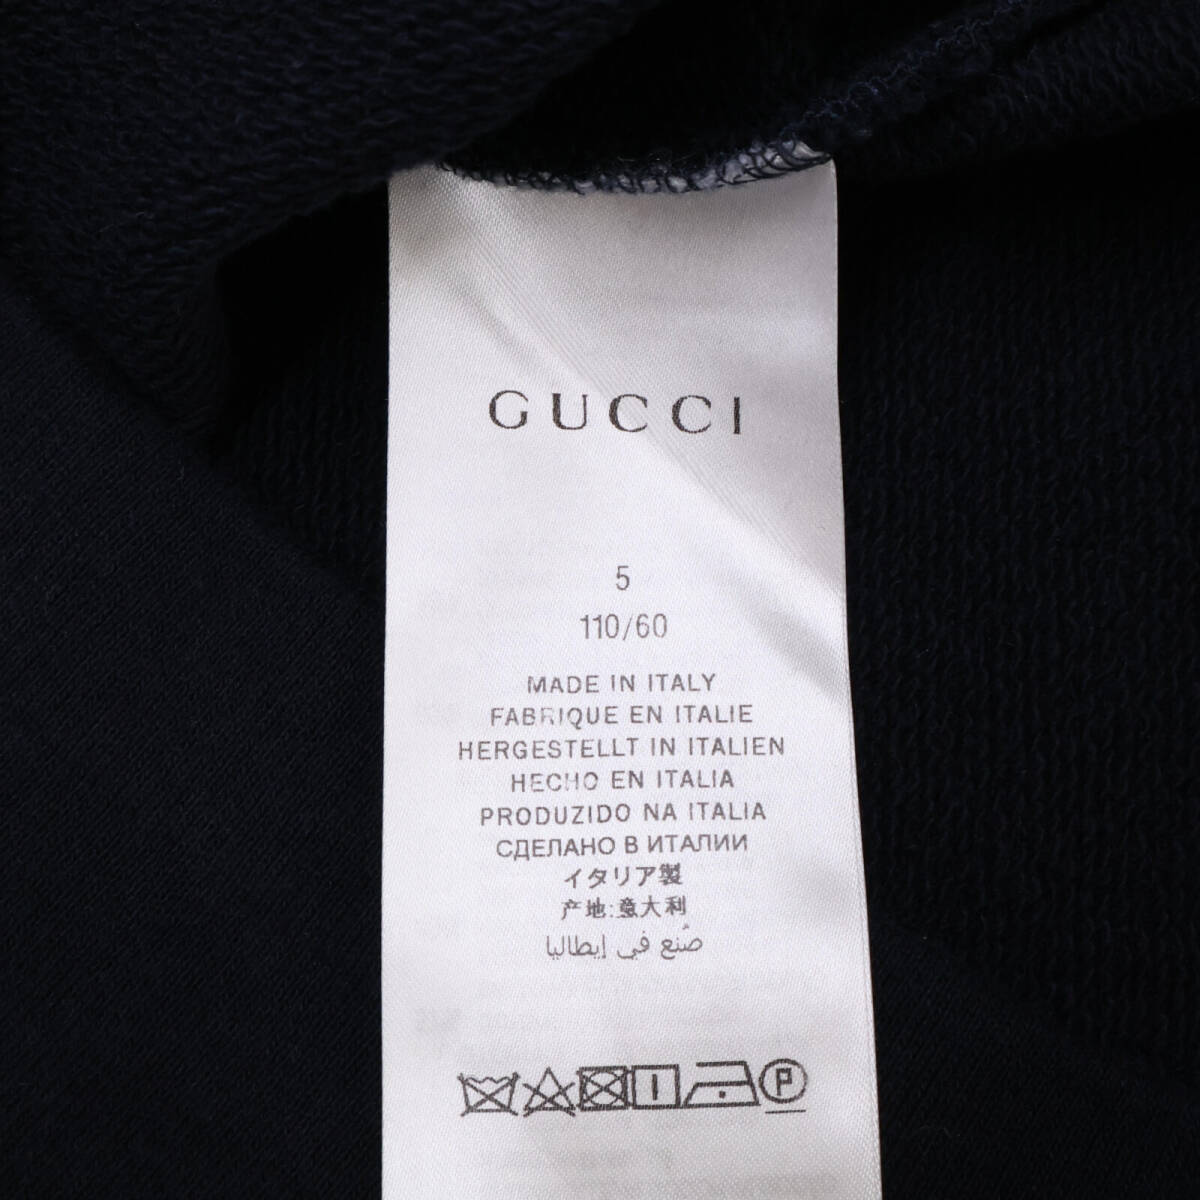 GUCCI
5
110/60
MADE IN ITALY
FABRIQUE EN ITALIE
HERGESTELLT IN ITALIEN
HECHO EN ITALIA
PRODUZIDO NA ITALIA
СДЕЛАНО В ИТАЛИИ
イタリア製
产地:意大利
صُنع في إيطاليا
P